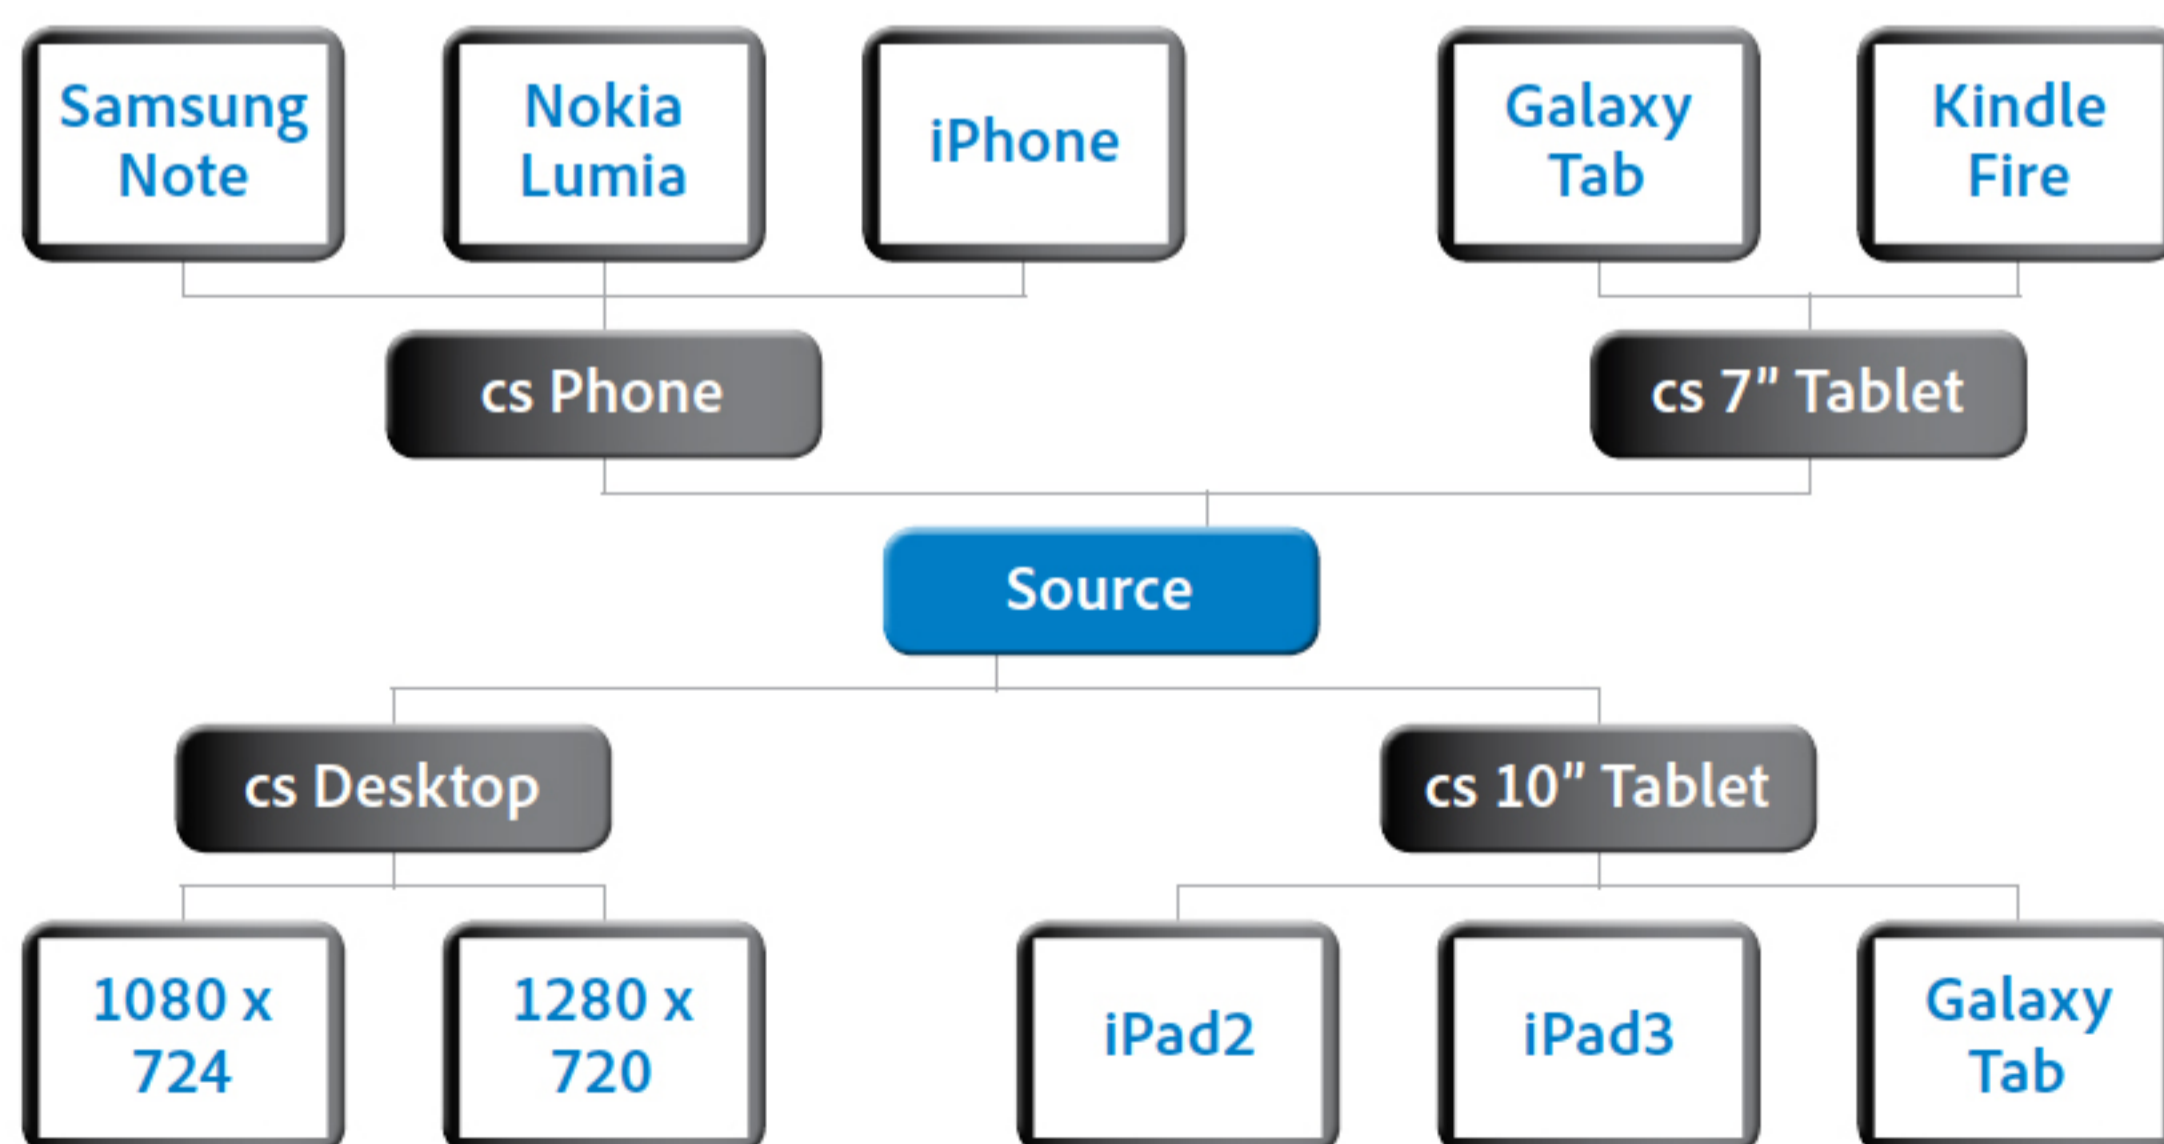 Samsung
Note
Nokia
Lumia
iPhone
Galaxy
Tab
Kindle
Fire
cs Phone
cs 7” Tablet
Source
cs Desktop
cs 10” Tablet
1080 x
724
1280 x
720
iPad2
iPad3
Galaxy
Tab